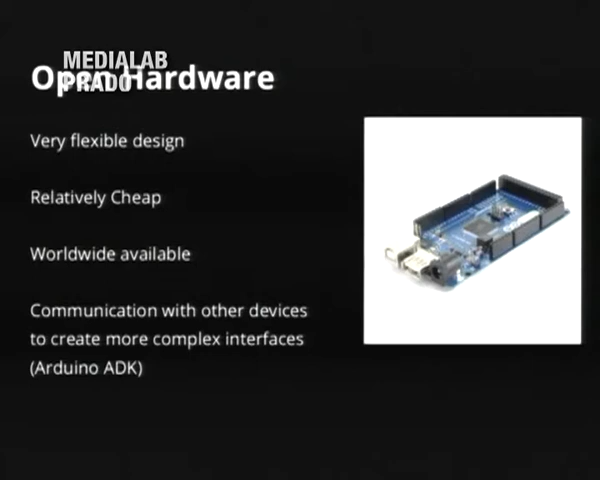 MEDIALAB
PRADO
Open Hardware
Very flexible design
Relatively Cheap
Worldwide available
Communication with other devices
to create more complex interfaces
(Arduino ADK)